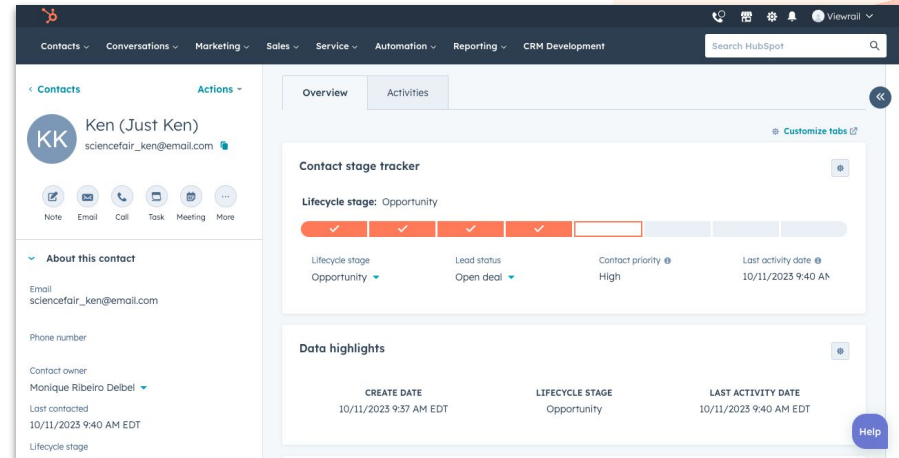 Viewrail
Contacts Conversations Marketing Sales Service Automation Reporting CRM Development
Search HubSpot
Contacts
Actions
KK
Ken (Just Ken)
sciencefair_ken@email.com
Note Email Call Task Meeting More
About this contact
Email
sciencefair_ken@email.com
Phone number
Contact owner
Monique Ribeiro Delbel
Last contacted
10/11/2023 9:40 AM EDT
Lifecycle stage
Overview Activities
Customize tabs
Contact stage tracker
Lifecycle stage: Opportunity
Lifecycle stage Lead status Contact priority Last activity date
Opportunity Open deal High 10/11/2023 9:40 AM
Data highlights
CREATE DATE LIFECYCLE STAGE LAST ACTIVITY DATE
10/11/2023 9:37 AM EDT Opportunity 10/11/2023 9:40 AM EDT
Help